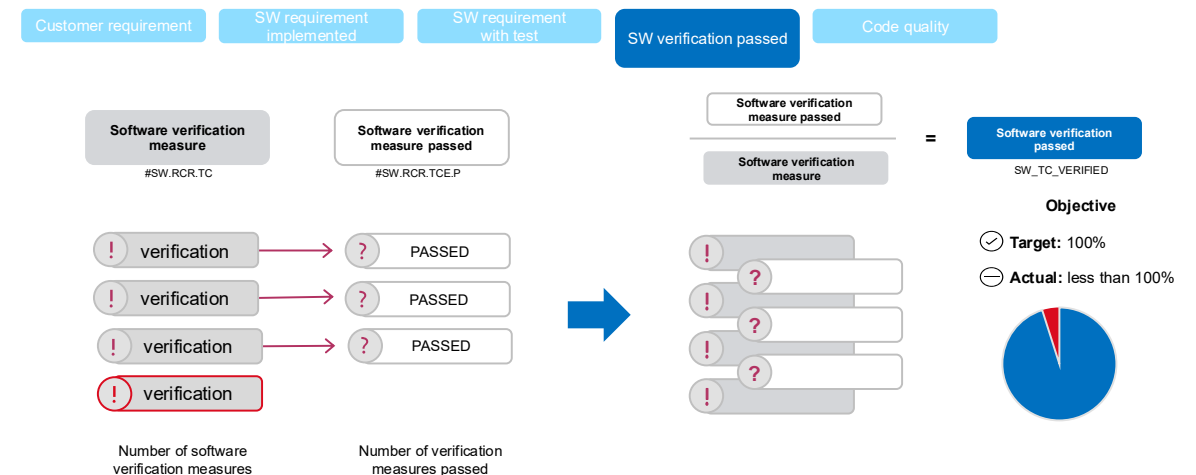 Customer requirement
SW requirement
implemented
SW requirement
with test
SW verification passed
Code quality
Software verification
measure
#SW.RCR.TC
Software verification
measure passed
#SW.RCR.TCE.P
Software verification
measure passed
Software verification
measure
=
Software verification
passed
SW_TC_VERIFIED
Objective
Target: 100%
Actual: less than 100%
! verification
? PASSED
! verification
? PASSED
! verification
? PASSED
! verification
!
?
!
?
!
?
!
Number of software
verification measures
Number of verification
measures passed